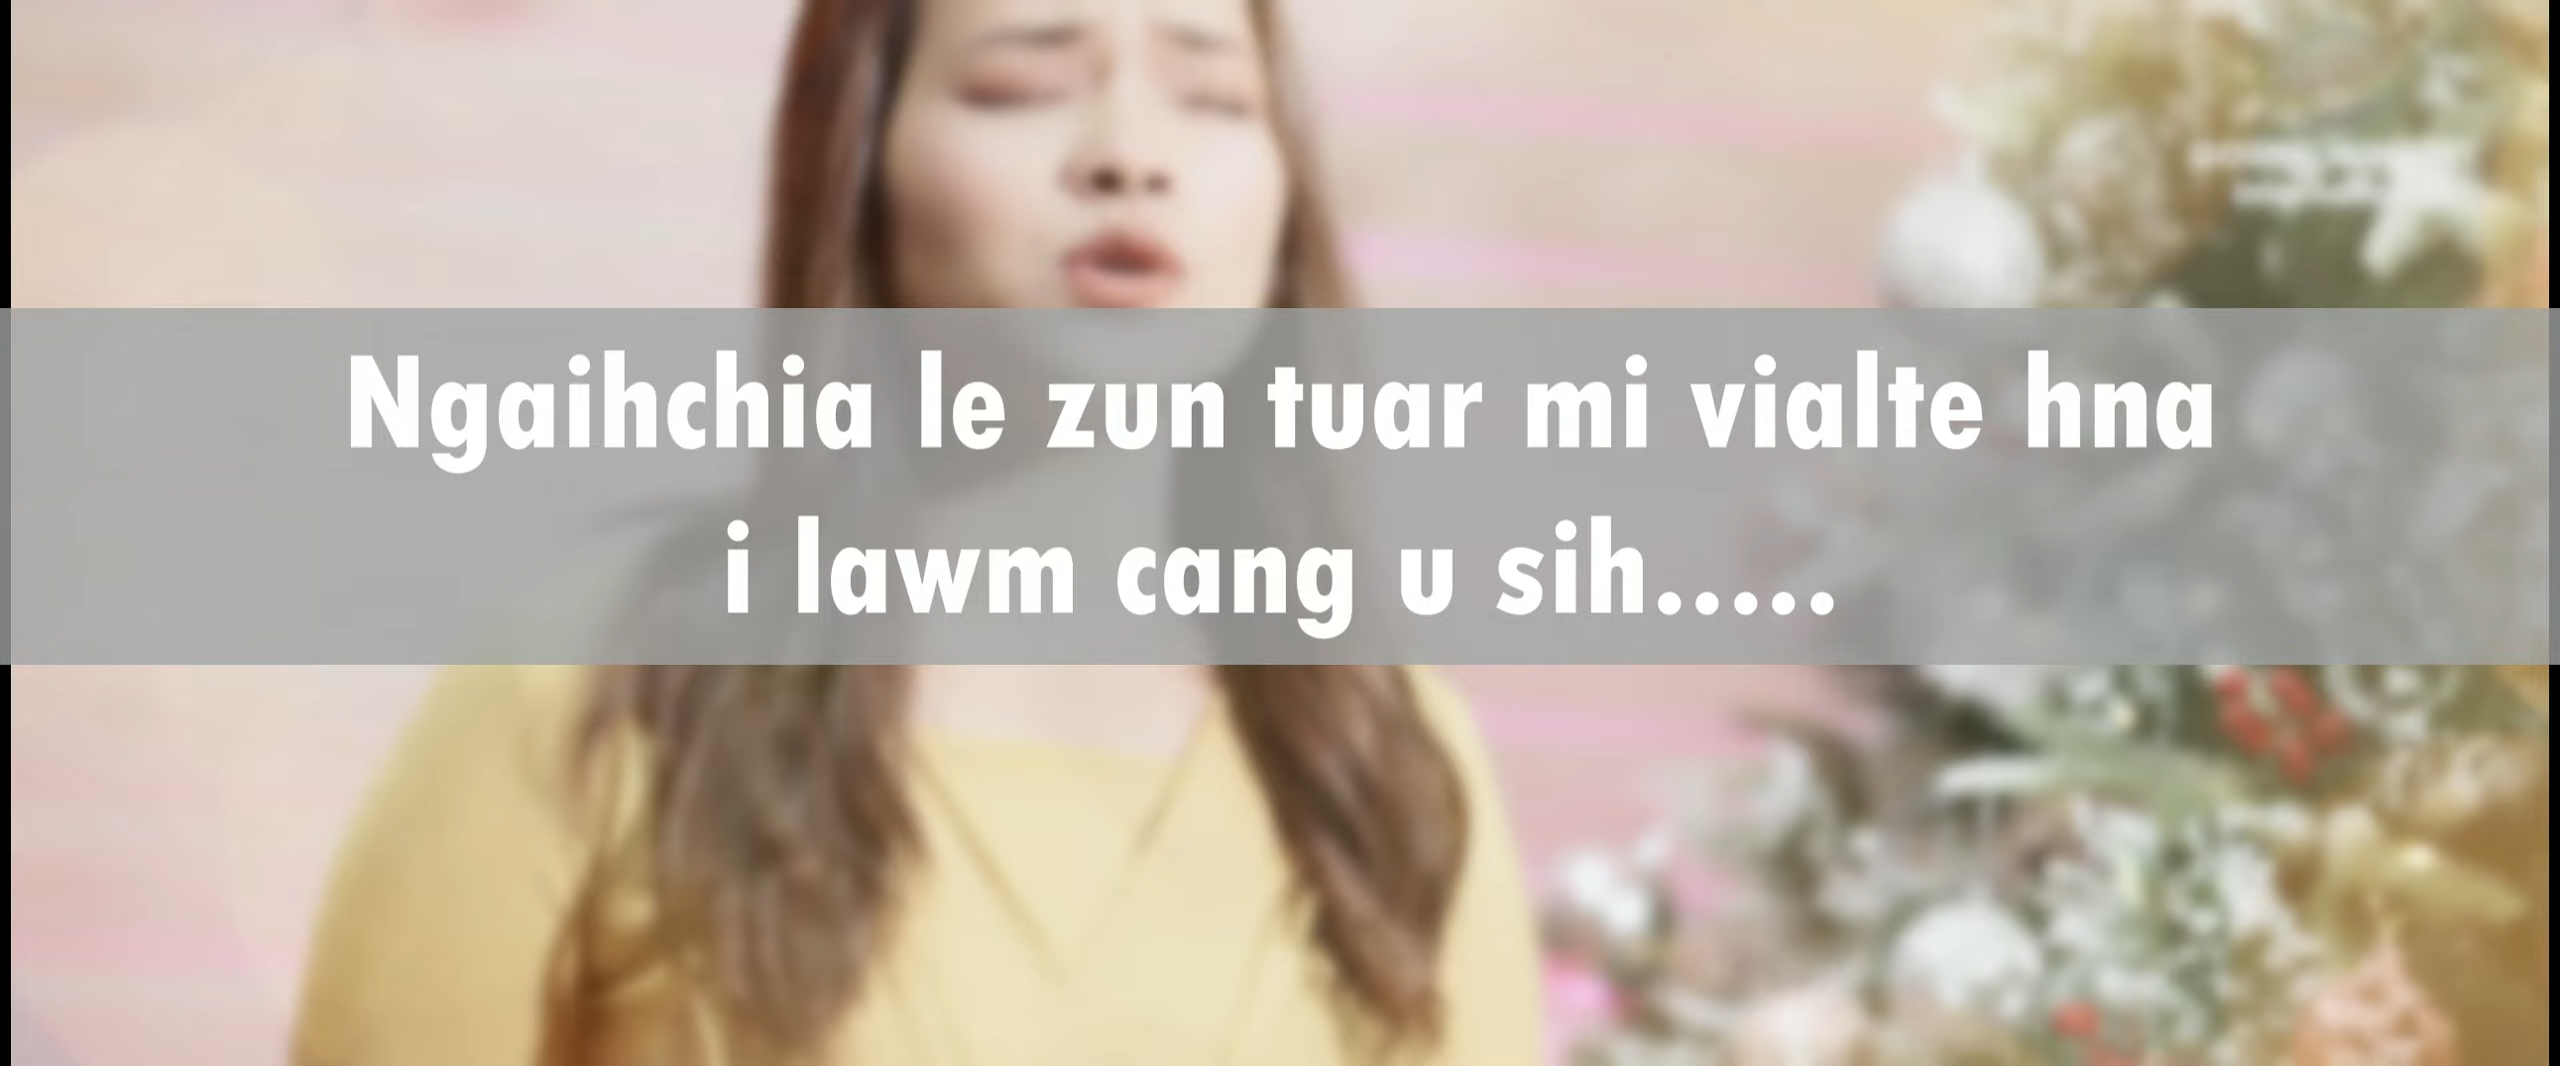 Ngaihchia le zun tuar mi vialte hna
i lawm cang u sih.....